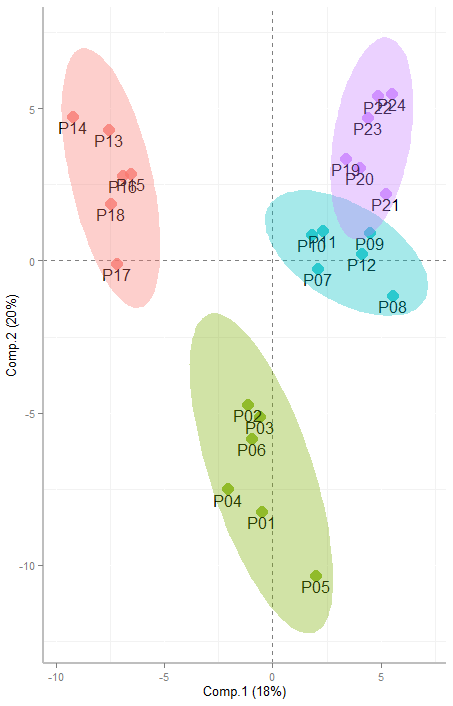 P22
P24
P23
5
P14
P13
P19
P20
P16
P15
P21
P18
P10
P11
P09
P12
0
P17
P07
P08
Comp.2 (20%)
-5
P02
P03
P06
P04
P01
-10
P05
-10
-5
0
5
Comp.1 (18%)